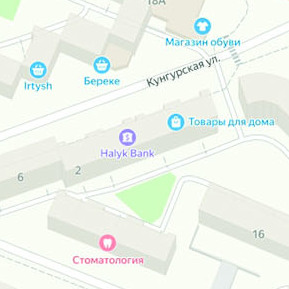 18А
Магазин обуви
Кунгурская ул.
Береке
Irtysh
Товары для дома
Halyk Bank
2
6
16
Стоматология